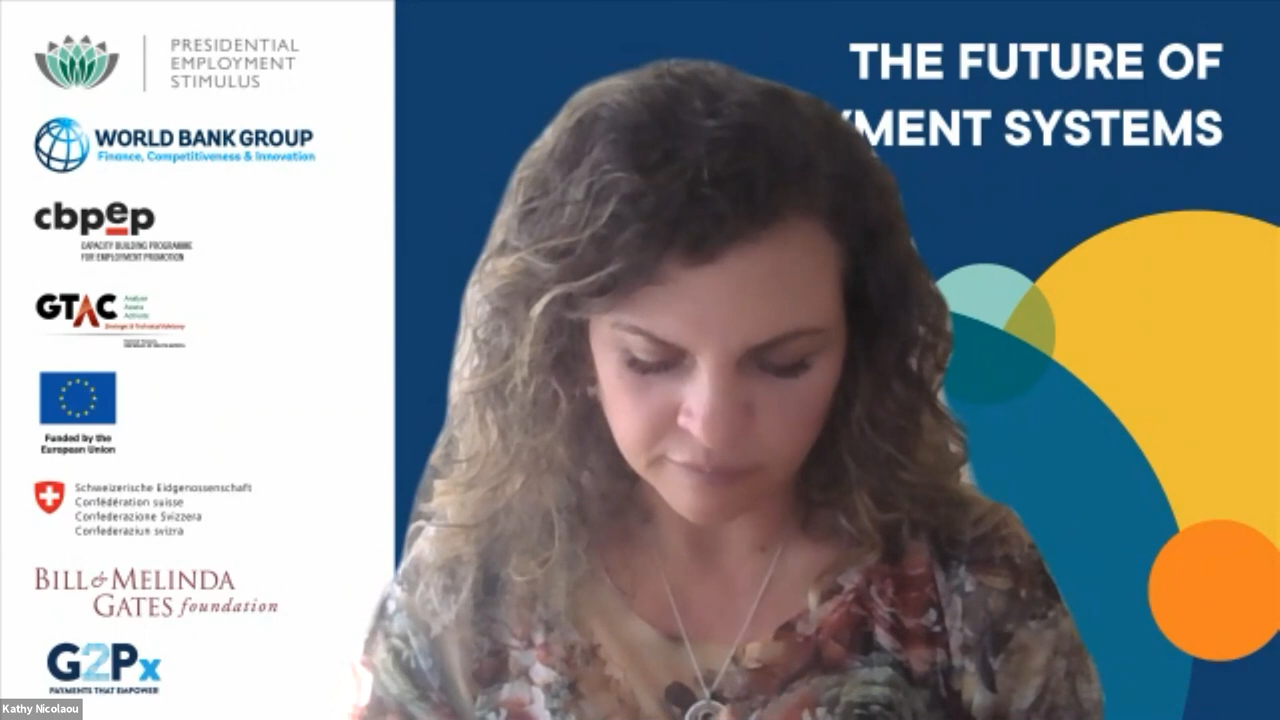 PRESIDENTIAL
EMPLOYMENT
STIMULUS
WORLD BANK GROUP
Finance, Competitiveness & Innovation
cbpep
CAPACITY BUILDING PROGRAMME
FOR EMPLOYMENT PROMOTION
GTAC
Funded by the
European Union
Schweizerische Eidgenossenschaft
Confédération suisse
Confederazione Svizzera
Confederaziun svizra
BILL & MELINDA
GATES foundation
G2Px
PAYMENTS THAT EMPOWER
THE FUTURE OF
YMENT SYSTEMS
Kathy Nicolaou